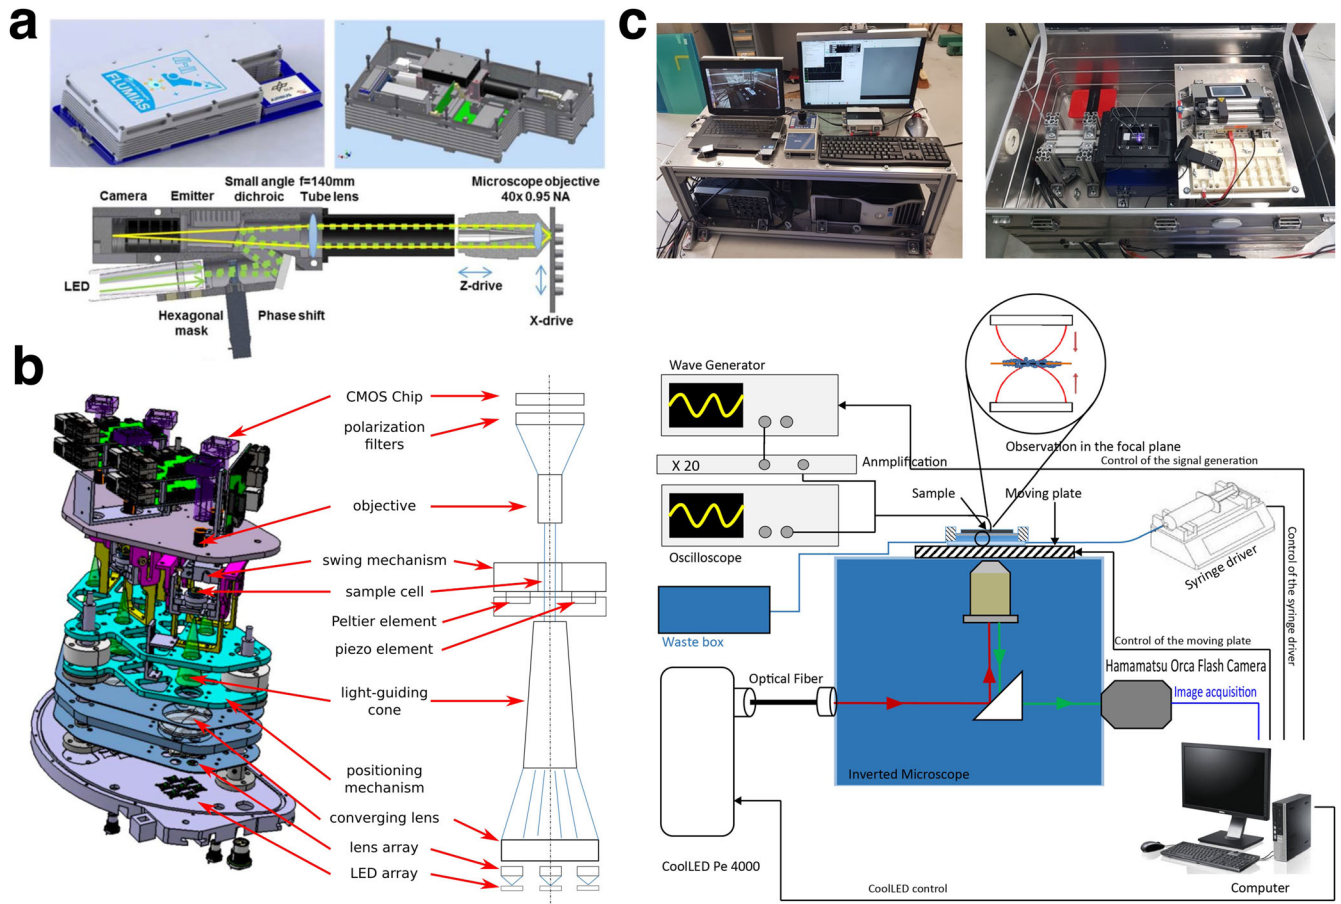 a
FLUMIAS
DLR
AIRBUS
Camera
Emitter
Small angle
dichroic
f=140mm
Tube lens
Microscope objective
40x 0.95 NA
LED
Hexagonal
mask
Phase shift
Z-drive
X-drive
b
CMOS Chip
polarization
filters
objective
swing mechanism
sample cell
Peltier element
piezo element
light-guiding
cone
positioning
mechanism
converging lens
lens array
LED array
c
Wave Generator
X 20
Anmplification
Oscilloscope
Observation in the focal plane
Control of the signal generation
Sample
Moving plate
Syringe driver
Control of the syringe driver
Waste box
Control of the moving plate
Hamamatsu Orca Flash Camera
Optical Fiber
Image acquisition
Inverted Microscope
CoolLED Pe 4000
CoolLED control
Computer